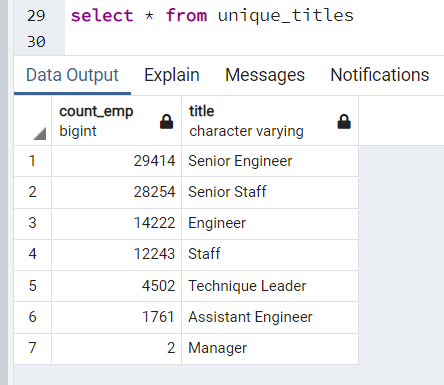 29 select * from unique_titles
30
Data Output Explain Messages Notifications
count_emp title
bigint character varying
1 29414 Senior Engineer
2 28254 Senior Staff
3 14222 Engineer
4 12243 Staff
5 4502 Technique Leader
6 1761 Assistant Engineer
7 2 Manager